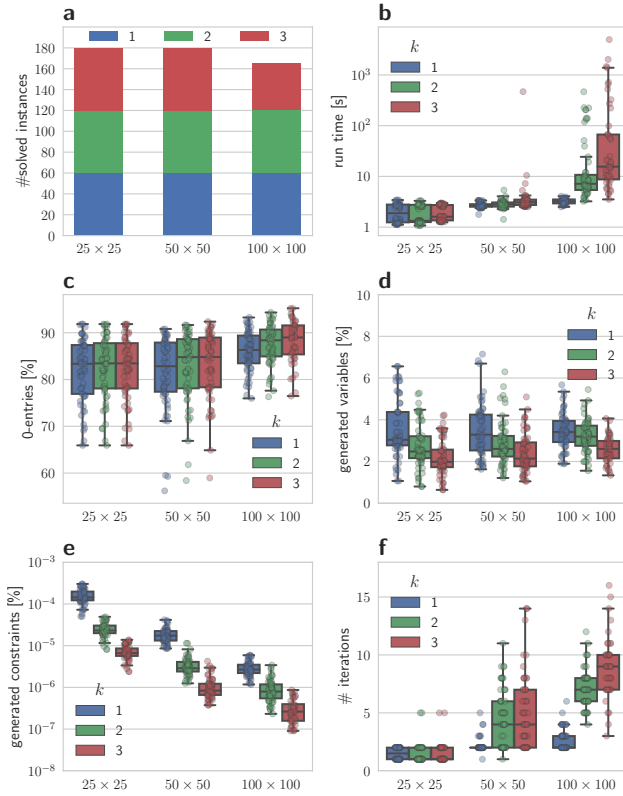 a
1 2 3
#solved instances
180
160
140
120
100
80
60
40
20
0
25 × 25 50 × 50 100 × 100
b
k
1
2
3
run time [s]
10³
10²
10
1
25 × 25 50 × 50 100 × 100
c
0-entries [%]
90
80
70
60
k
1
2
3
25 × 25 50 × 50 100 × 100
d
generated variables [%]
10
8
6
4
2
0
k
1
2
3
25 × 25 50 × 50 100 × 100
e
generated constraints [%]
10⁻³
10⁻⁴
10⁻⁵
10⁻⁶
10⁻⁷
10⁻⁸
k
1
2
3
25 × 25 50 × 50 100 × 100
f
k
1
2
3
# iterations
15
10
5
0
25 × 25 50 × 50 100 × 100